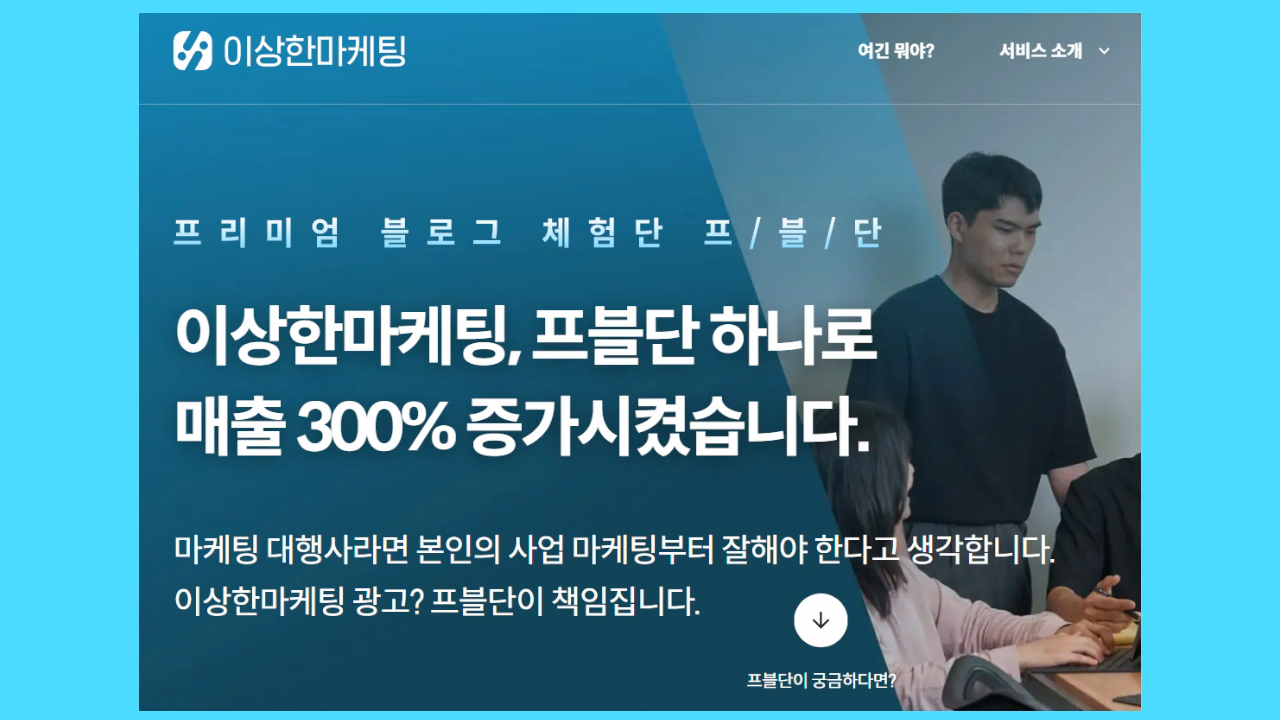 이상한마케팅
여긴 뭐야?
서비스 소개
프리미엄 블로그 체험단 프/블/단
이상한마케팅, 프블단 하나로
매출 300% 증가시켰습니다.
마케팅 대행사라면 본인의 사업 마케팅부터 잘해야 한다고 생각합니다.
이상한마케팅 광고? 프블단이 책임집니다.
프블단이 궁금하다면?